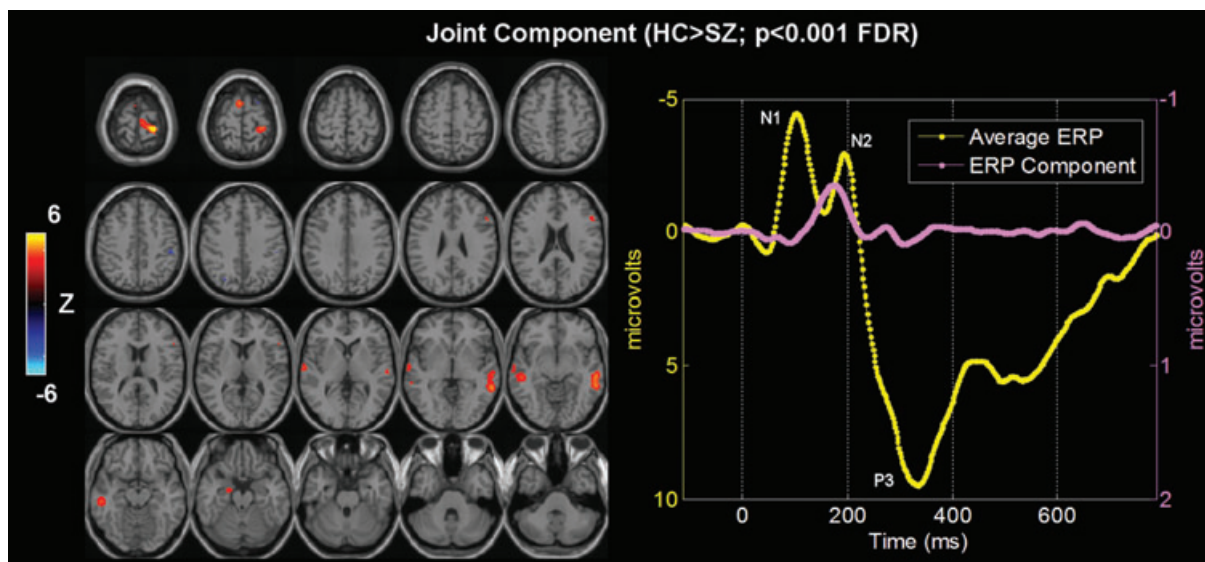 Joint Component (HC>SZ; p<0.001 FDR)
6
Z
-6
-5
0
5
10
microvolts
N1
N2
P3
Average ERP
ERP Component
-1
0
1
2
microvolts
0
200
400
600
Time (ms)